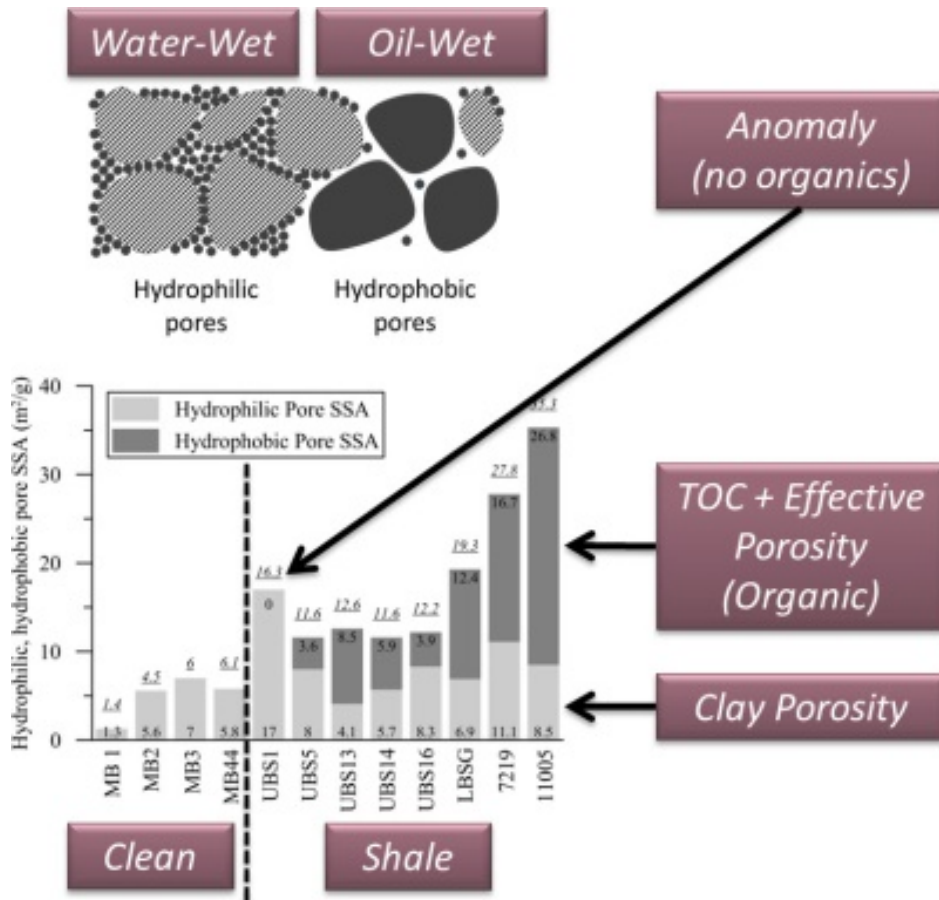 Water-Wet
Oil-Wet
Anomaly
(no organics)
Hydrophilic
pores
Hydrophobic
pores
Hydrophilic, hydrophobic pore SSA (m²/g)
40
30
20
10
0
Hydrophilic Pore SSA
Hydrophobic Pore SSA
1.4
4.5
6
6.1
16.3
11.6
12.6
11.6
12.2
19.3
27.8
35.3
0
3.6
8.5
5.9
3.9
12.4
16.7
26.8
1.3
5.6
7
5.8
17
8
4.1
5.7
8.3
6.9
11.1
8.5
MB 1
MB2
MB3
MB44
UBS1
UBS5
UBS13
UBS14
UBS16
LBSG
7219
11005
TOC + Effective
Porosity
(Organic)
Clay Porosity
Clean
Shale